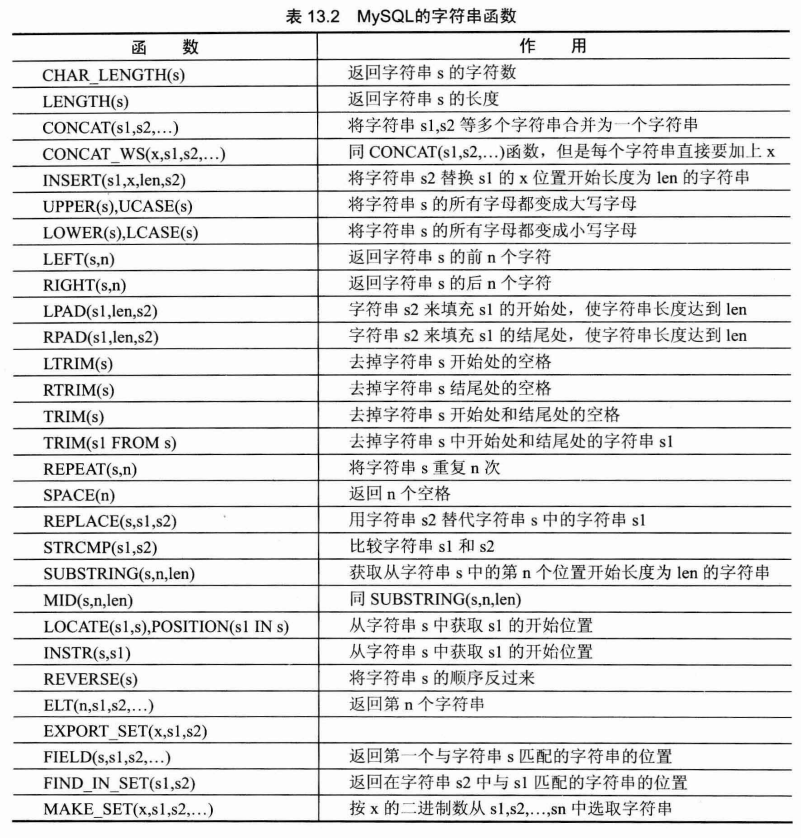 表 13.2 MySQL的字符串函数
函 数 作 用
CHAR_LENGTH(s) 返回字符串 s 的字符数
LENGTH(s) 返回字符串 s 的长度
CONCAT(s1,s2,…) 将字符串 s1,s2 等多个字符串合并为一个字符串
CONCAT_WS(x,s1,s2,…) 同 CONCAT(s1,s2,…)函数，但是每个字符串直接要加上 x
INSERT(s1,x,len,s2) 将字符串 s2 替换 s1 的 x 位置开始长度为 len 的字符串
UPPER(s),UCASE(s) 将字符串 s 的所有字母都变成大写字母
LOWER(s),LCASE(s) 将字符串 s 的所有字母都变成小写字母
LEFT(s,n) 返回字符串 s 的前 n 个字符
RIGHT(s,n) 返回字符串 s 的后 n 个字符
LPAD(s1,len,s2) 字符串 s2 来填充 s1 的开始处，使字符串长度达到 len
RPAD(s1,len,s2) 字符串 s2 来填充 s1 的结尾处，使字符串长度达到 len
LTRIM(s) 去掉字符串 s 开始处的空格
RTRIM(s) 去掉字符串 s 结尾处的空格
TRIM(s) 去掉字符串 s 开始处和结尾处的空格
TRIM(s1 FROM s) 去掉字符串 s 中开始处和结尾处的字符串 s1
REPEAT(s,n) 将字符串 s 重复 n 次
SPACE(n) 返回 n 个空格
REPLACE(s,s1,s2) 用字符串 s2 替代字符串 s 中的字符串 s1
STRCMP(s1,s2) 比较字符串 s1 和 s2
SUBSTRING(s,n,len) 获取从字符串 s 中的第 n 个位置开始长度为 len 的字符串
MID(s,n,len) 同 SUBSTRING(s,n,len)
LOCATE(s1,s),POSITION(s1 IN s) 从字符串 s 中获取 s1 的开始位置
INSTR(s,s1) 从字符串 s 中获取 s1 的开始位置
REVERSE(s) 将字符串 s 的顺序反过来
ELT(n,s1,s2,…) 返回第 n 个字符串
EXPORT_SET(x,s1,s2)
FIELD(s,s1,s2,…) 返回第一个与字符串 s 匹配的字符串的位置
FIND_IN_SET(s1,s2) 返回在字符串 s2 中与 s1 匹配的字符串的位置
MAKE_SET(x,s1,s2,…) 按 x 的二进制数从 s1,s2,…,sn 中选取字符串